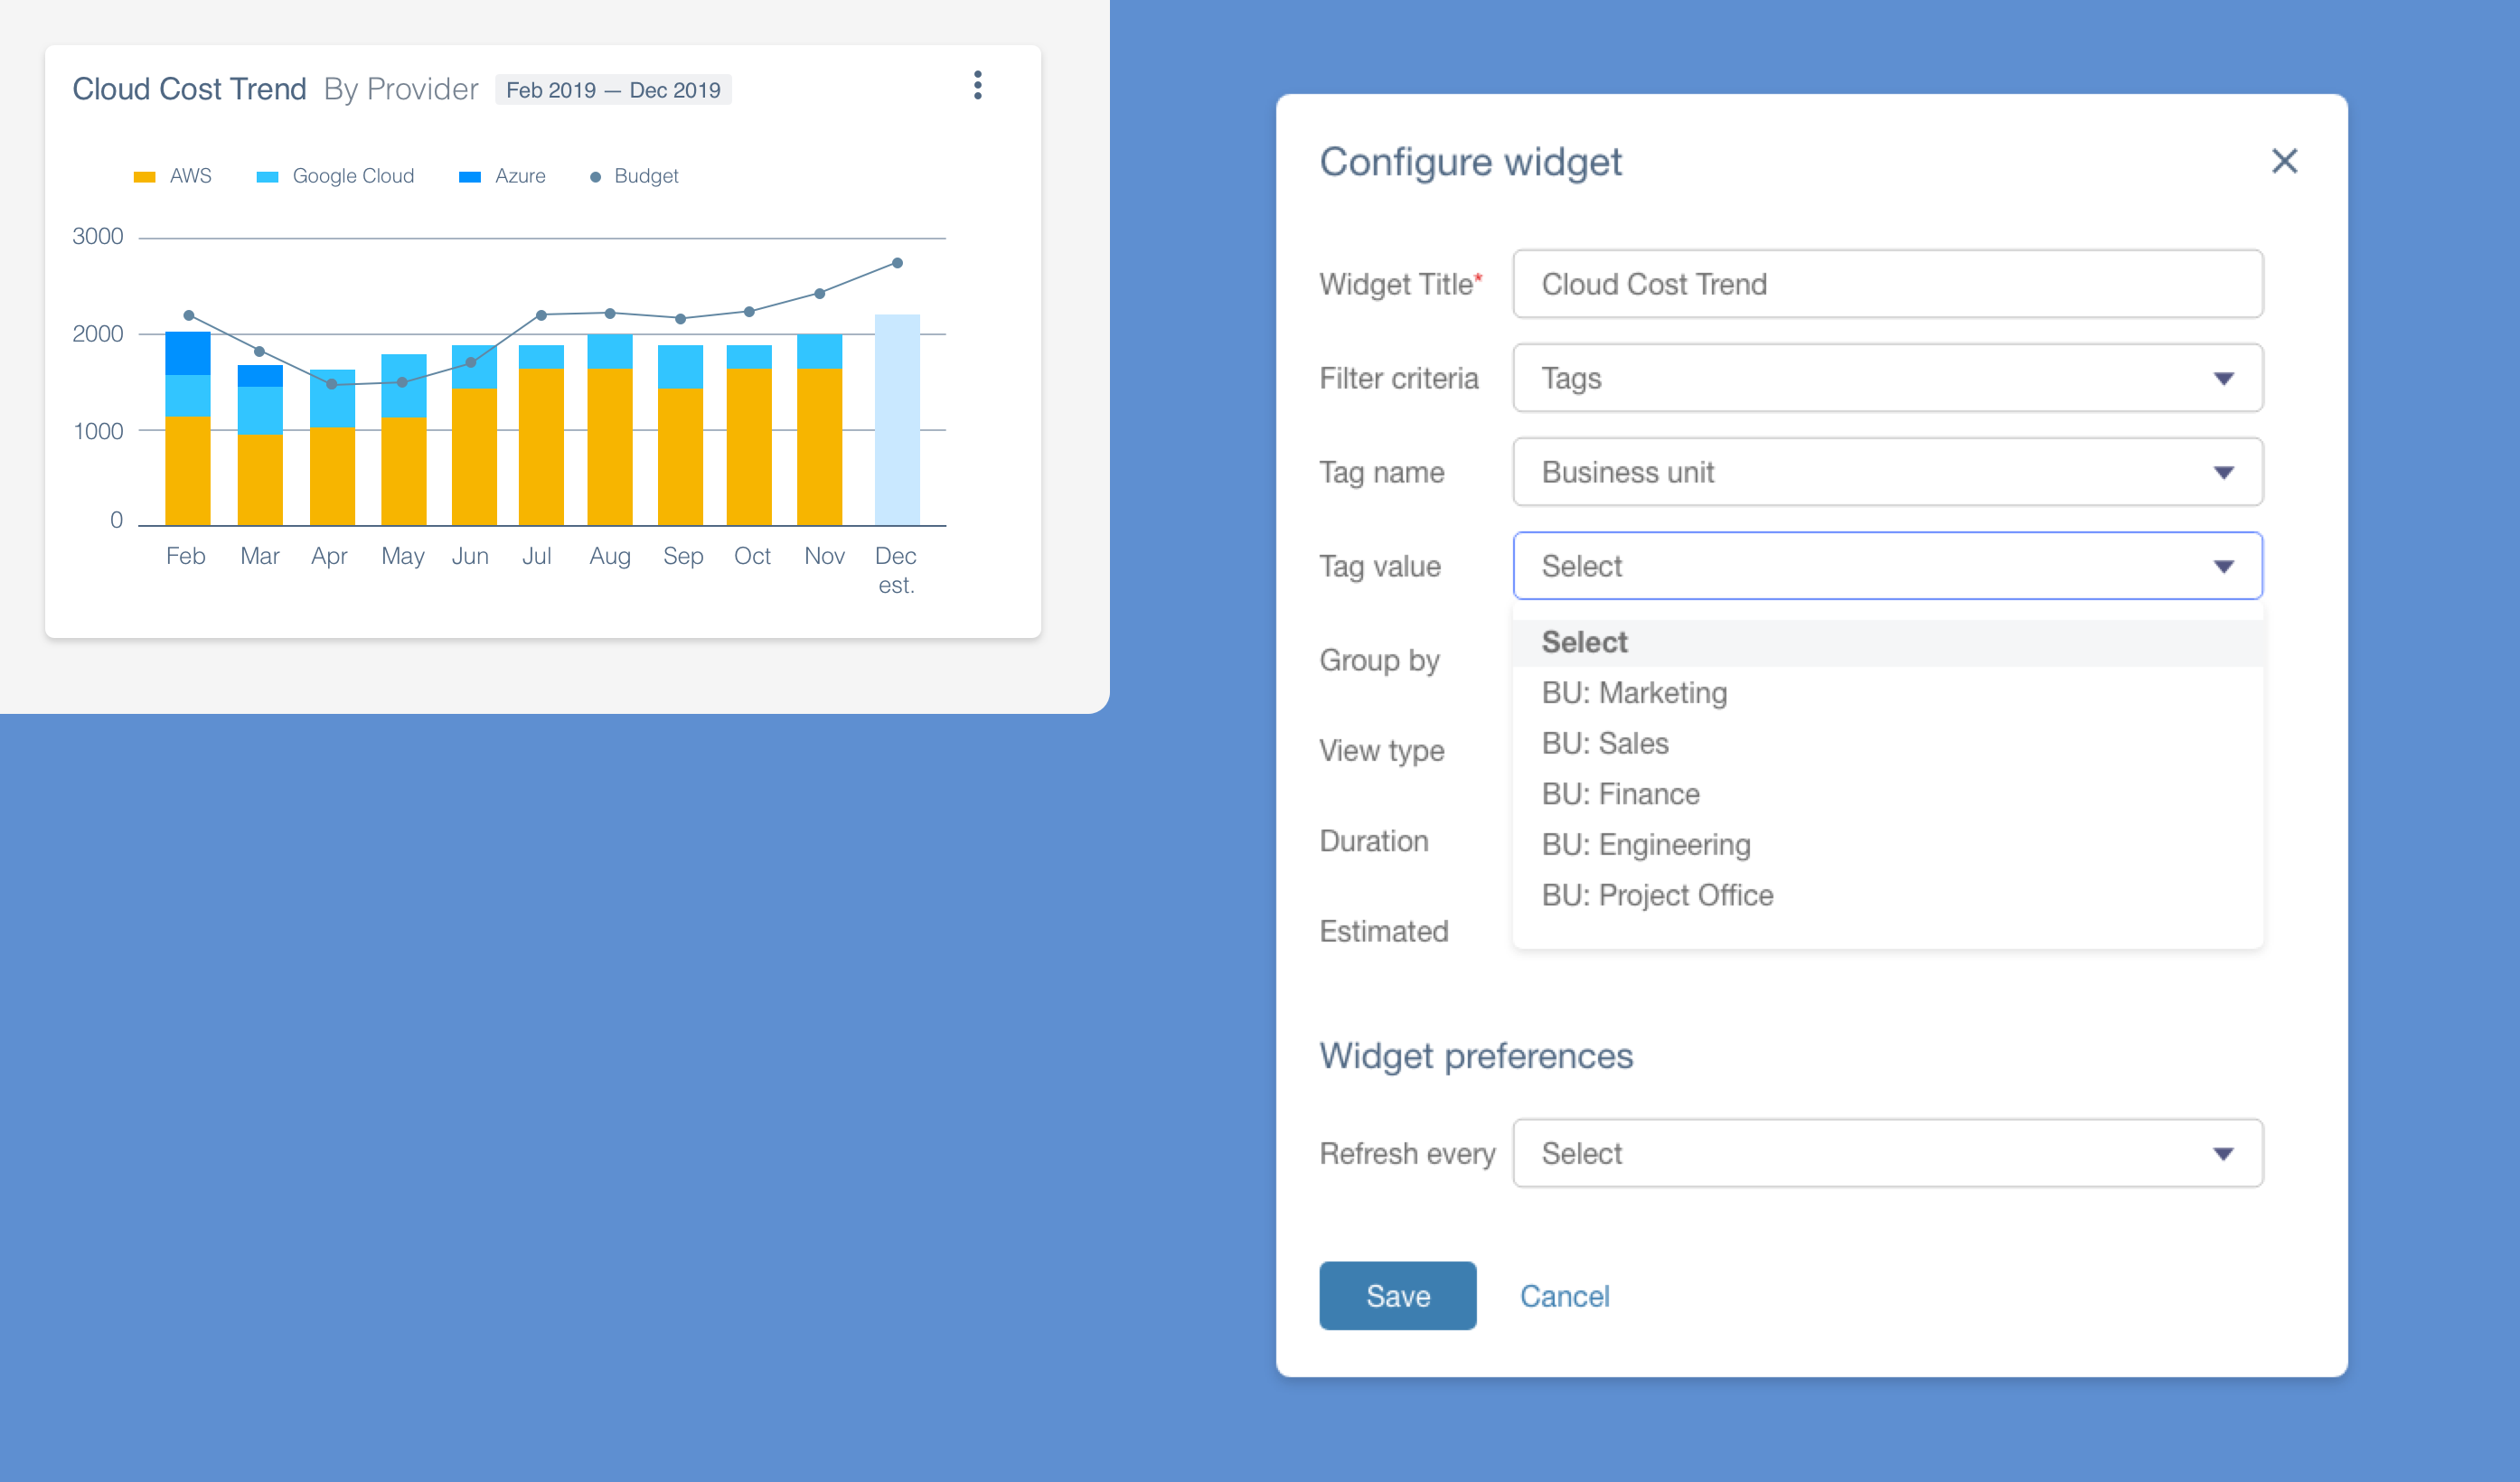 Cloud Cost Trend By Provider Feb 2019 — Dec 2019
AWS Google Cloud Azure Budget
3000
2000
1000
0
Feb Mar Apr May Jun Jul Aug Sep Oct Nov Dec
est.
Configure widget
Widget Title* Cloud Cost Trend
Filter criteria Tags
Tag name Business unit
Tag value Select
Select
Group by
BU: Marketing
BU: Sales
View type
BU: Finance
Duration
BU: Engineering
BU: Project Office
Estimated
Widget preferences
Refresh every Select
Save Cancel